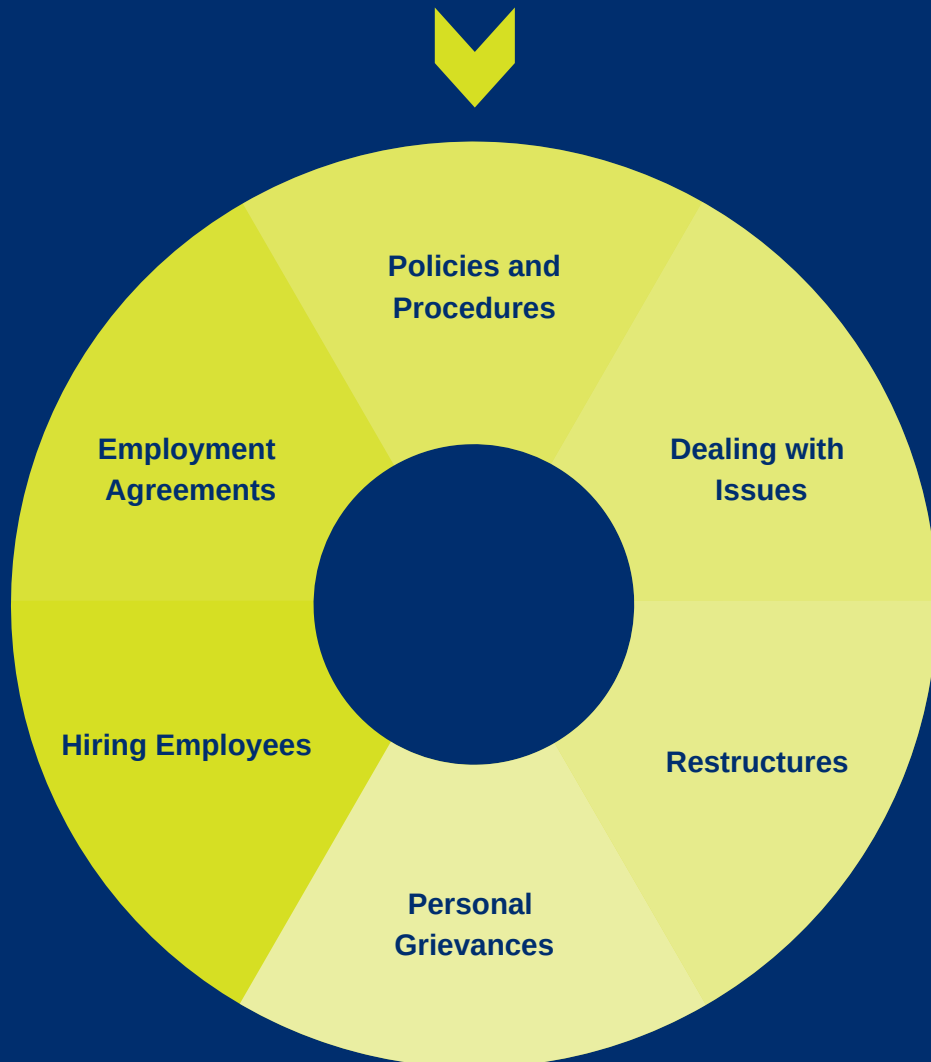 Policies and
Procedures
Employment
Agreements
Dealing with
Issues
Hiring Employees
Restructures
Personal
Grievances